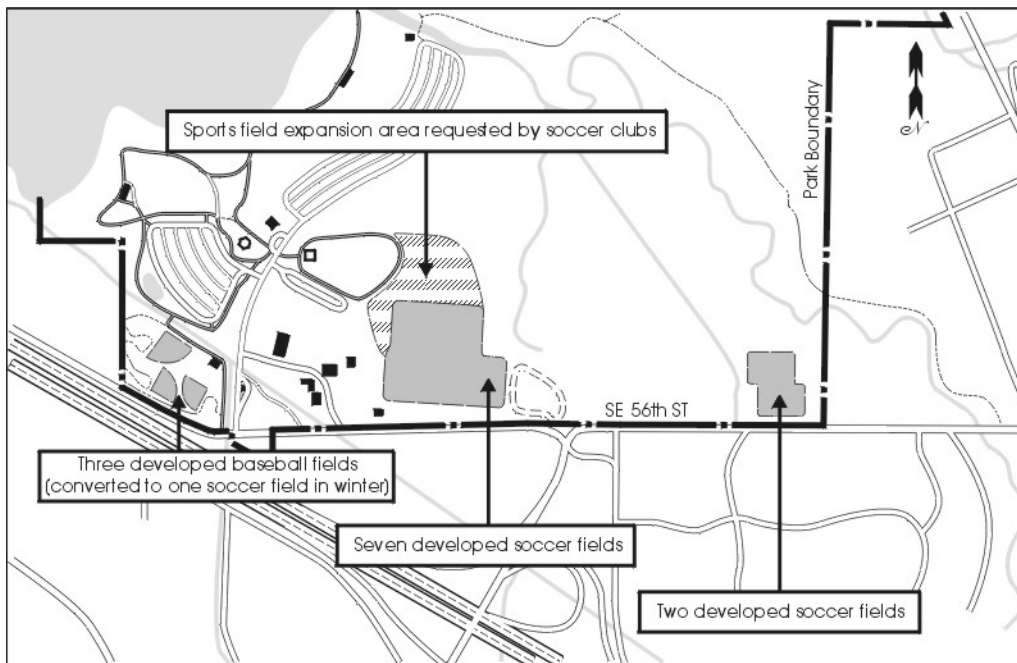 Sports field expansion area requested by soccer clubs
Park Boundary
N
SE 56th ST
Three developed baseball fields
(converted to one soccer field in winter)
Seven developed soccer fields
Two developed soccer fields